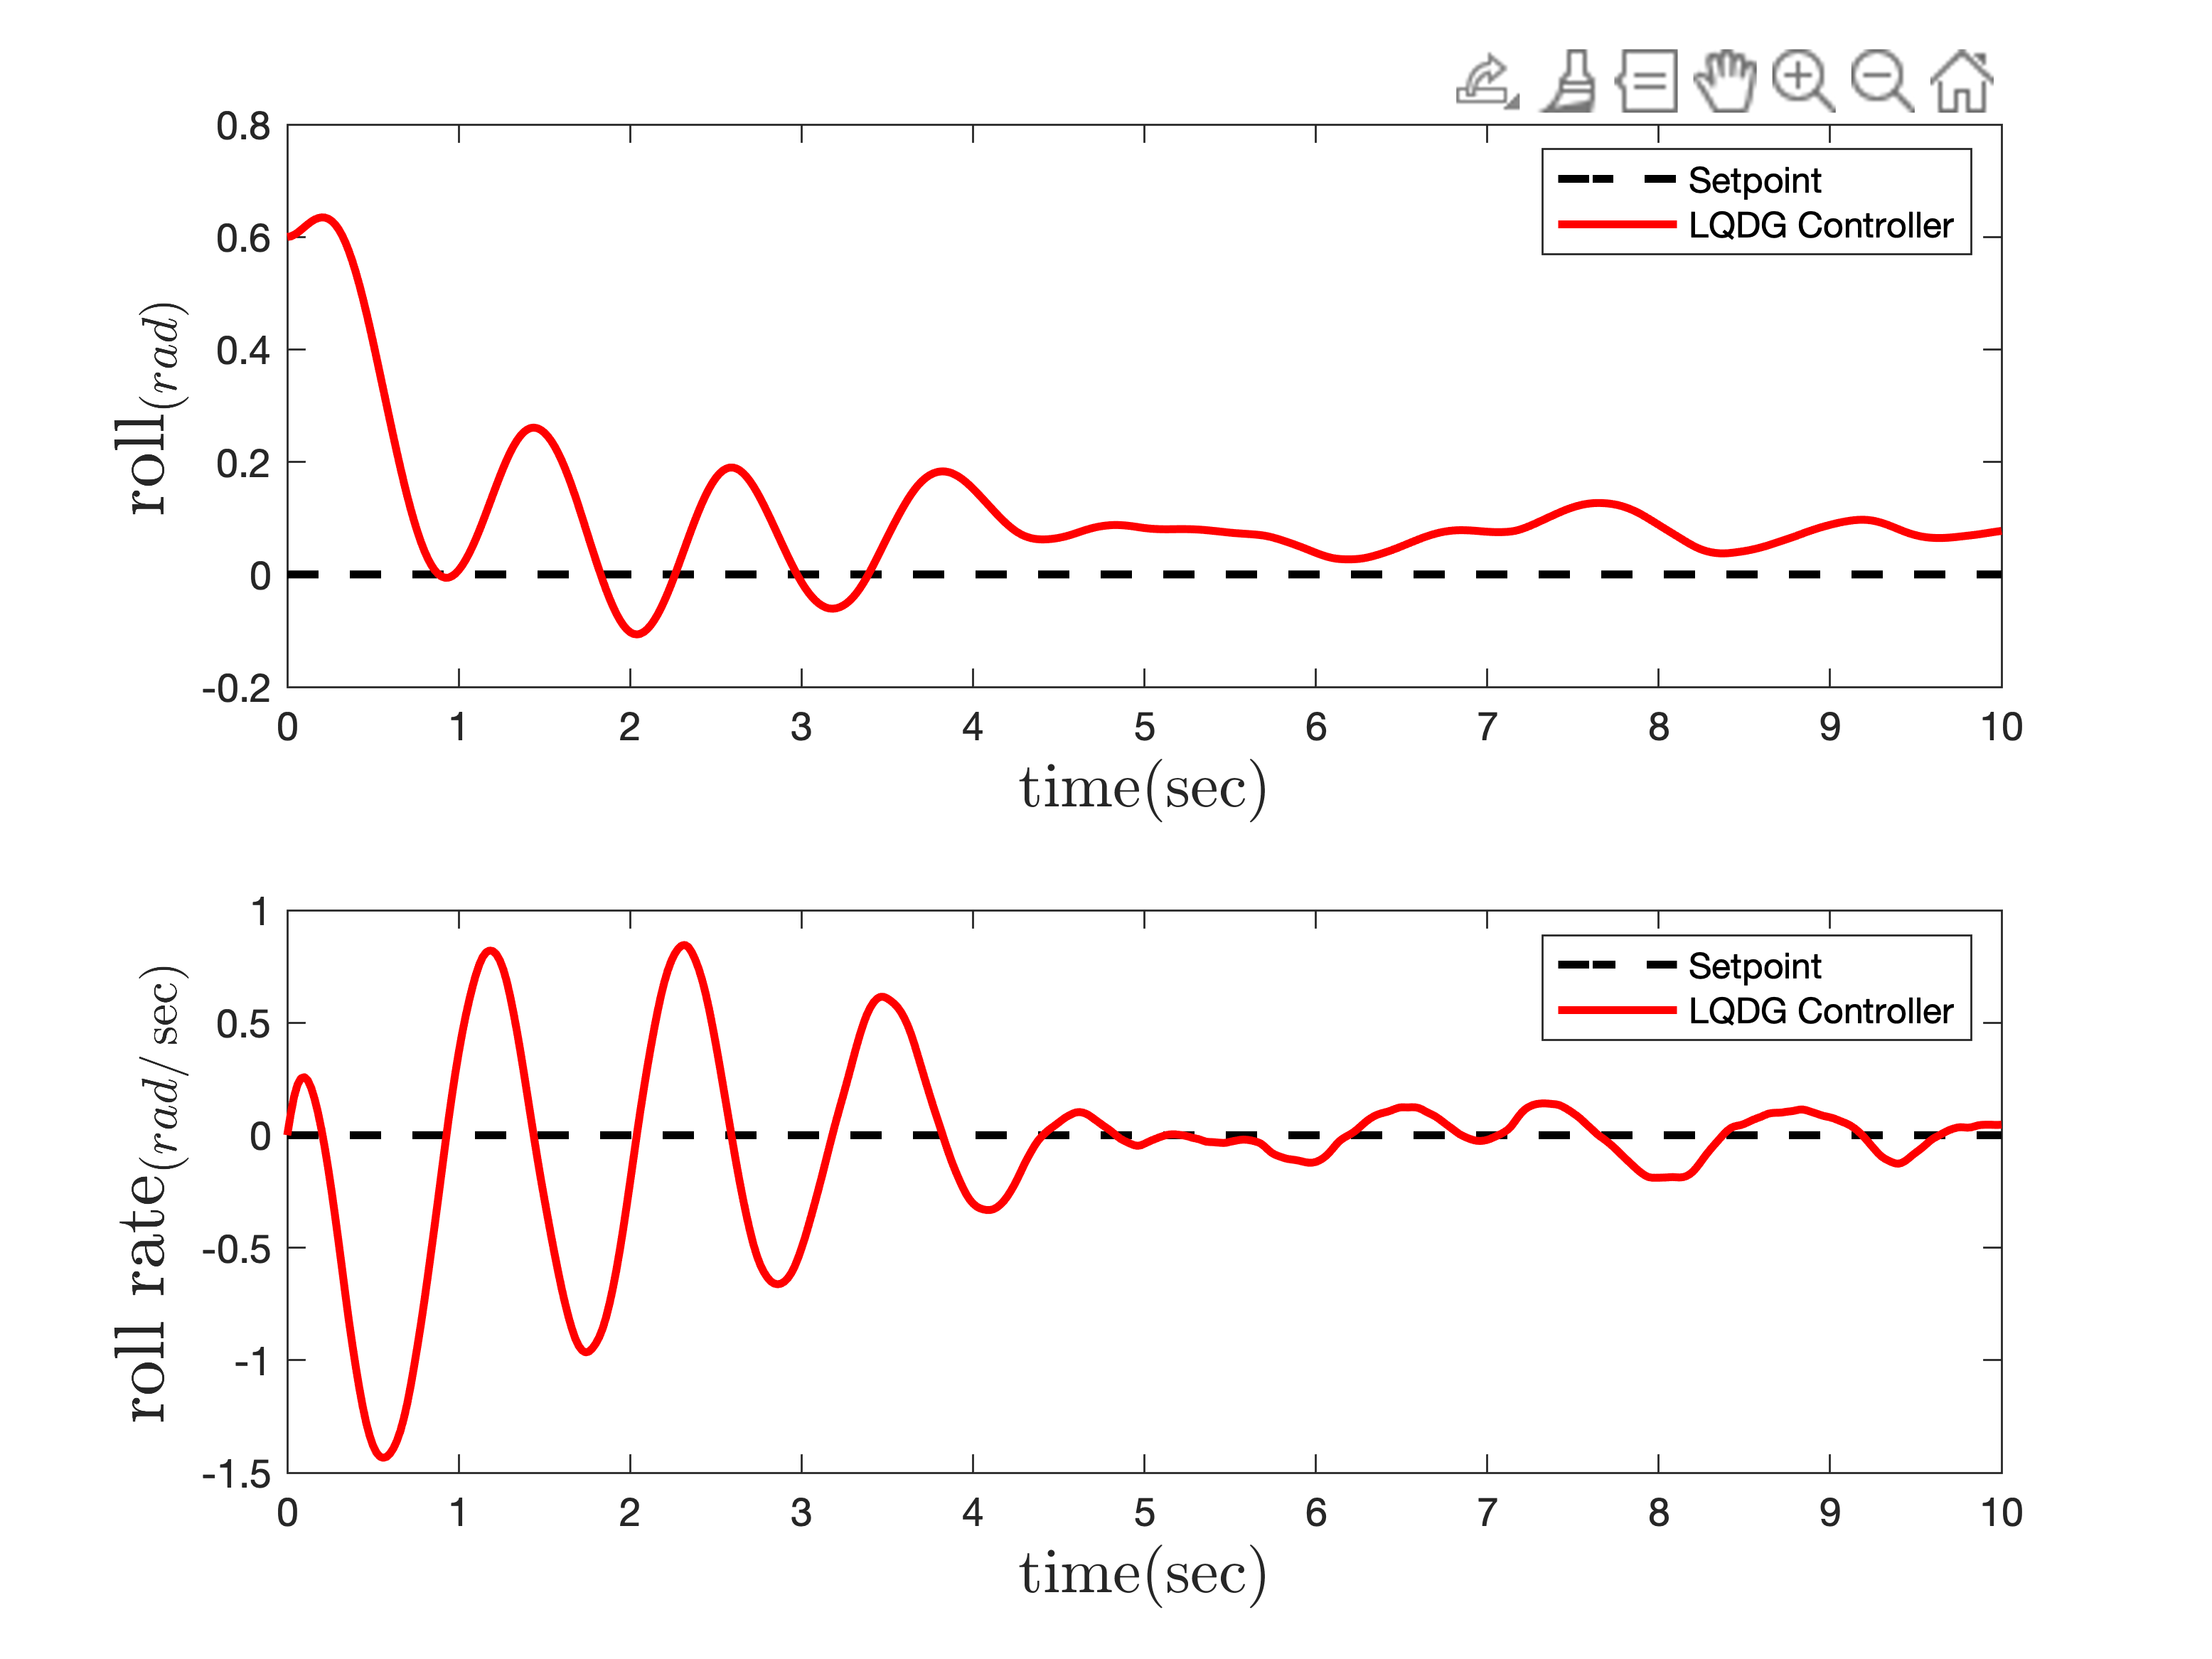 0.8
0.6
0.4
0.2
0
-0.2
roll(rad)
Setpoint
LQDG Controller
0 1 2 3 4 5 6 7 8 9 10
time(sec)
1
0.5
0
-0.5
-1
-1.5
roll rate(rad/ sec)
Setpoint
LQDG Controller
0 1 2 3 4 5 6 7 8 9 10
time(sec)